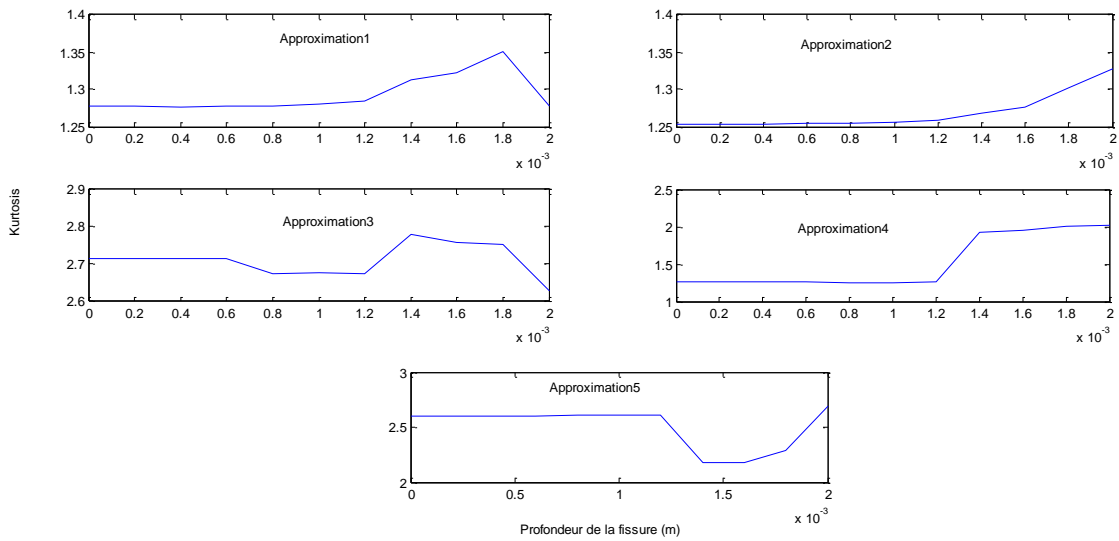 1.4
1.35
1.3
1.25
Approximation1
0 0.2 0.4 0.6 0.8 1 1.2 1.4 1.6 1.8 2
x 10-3
1.4
1.35
1.3
1.25
Approximation2
0 0.2 0.4 0.6 0.8 1 1.2 1.4 1.6 1.8 2
x 10-3
Kurtosis
2.9
2.8
2.7
2.6
Approximation3
0 0.2 0.4 0.6 0.8 1 1.2 1.4 1.6 1.8 2
x 10-3
2.5
2
1.5
1
Approximation4
0 0.2 0.4 0.6 0.8 1 1.2 1.4 1.6 1.8 2
x 10-3
3
2.5
2
Approximation5
0 0.5 1 1.5 2
x 10-3
Profondeur de la fissure (m)